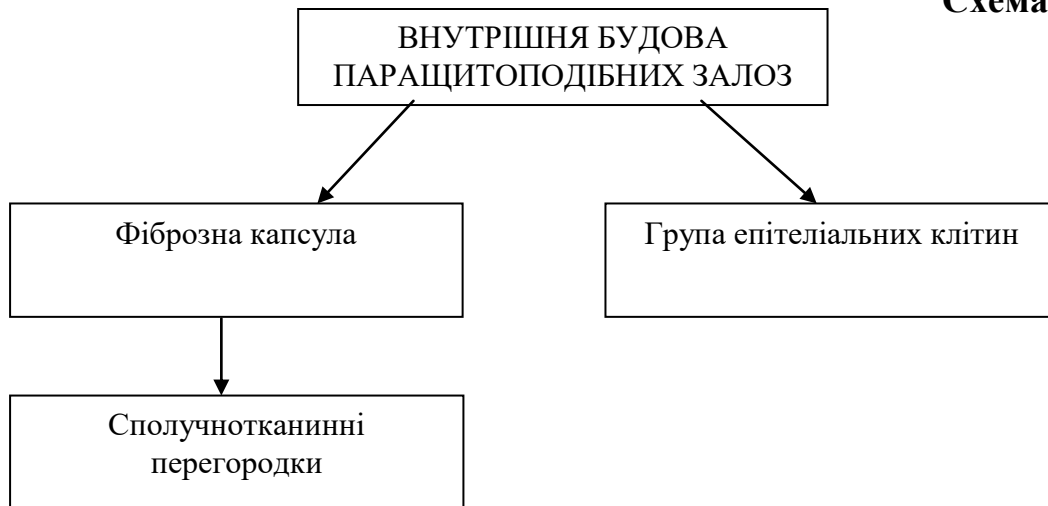 Схема
ВНУТРІШНЯ БУДОВА
ПАРАЩИТОПОДІБНИХ ЗАЛОЗ
Фіброзна капсула
Група епітеліальних клітин
Сполучнотканинні
перегородки